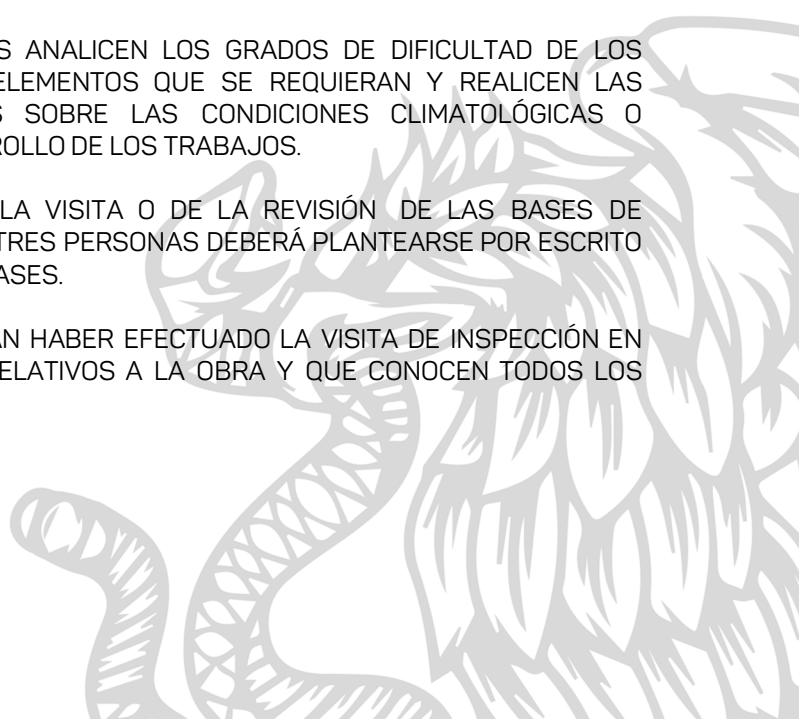 S ANALICEN LOS GRADOS DE DIFICULTAD DE LOS
ELEMENTOS QUE SE REQUIERAN Y REALICEN LAS
S SOBRE LAS CONDICIONES CLIMATOLÓGICAS O
ROLLO DE LOS TRABAJOS.
LA VISITA O DE LA REVISIÓN DE LAS BASES DE
TRES PERSONAS DEBERÁ PLANTEARSE POR ESCRITO
ASES.
AN HABER EFECTUADO LA VISITA DE INSPECCIÓN EN
ELATIVOS A LA OBRA Y QUE CONOCEN TODOS LOS